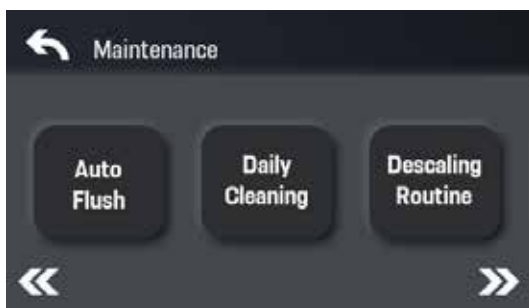 Maintenance
Auto
Flush
Daily
Cleaning
Descaling
Routine